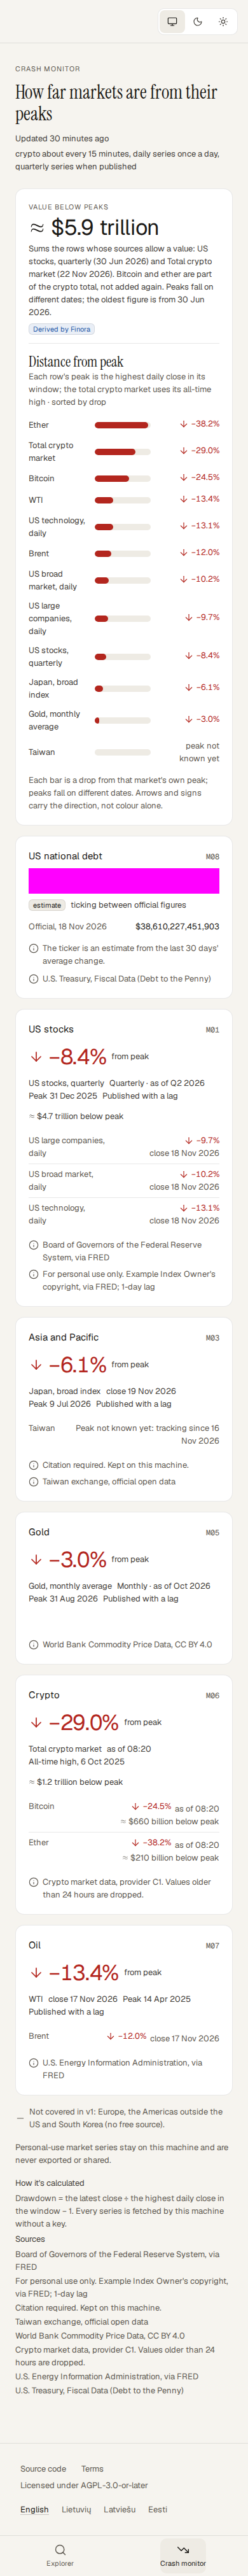 CRASH MONITOR
How far markets are from their
peaks
Updated 30 minutes ago
crypto about every 15 minutes, daily series once a day,
quarterly series when published
VALUE BELOW PEAKS
≈ $5.9 trillion
Sums the rows whose sources allow a value: US
stocks, quarterly (30 Jun 2026) and Total crypto
market (22 Nov 2026). Bitcoin and ether are part
of the crypto total, not added again. Peaks fall on
different dates; the oldest figure is from 30 Jun
2026.
Derived by Finora
Distance from peak
Each row's peak is the highest daily close in its
window; the total crypto market uses its all-time
high · sorted by drop
Ether ↓ −38.2%
Total crypto
market ↓ −29.0%
Bitcoin ↓ −24.5%
WTI ↓ −13.4%
US technology,
daily ↓ −13.1%
Brent ↓ −12.0%
US broad
market, daily ↓ −10.2%
US large
companies,
daily ↓ −9.7%
US stocks,
quarterly ↓ −8.4%
Japan, broad
index ↓ −6.1%
Gold, monthly
average ↓ −3.0%
Taiwan peak not
known yet
Each bar is a drop from that market's own peak;
peaks fall on different dates. Arrows and signs
carry the direction, not colour alone.
US national debt M08
estimate ticking between official figures
Official, 18 Nov 2026 $38,610,227,451,903
The ticker is an estimate from the last 30 days'
average change.
U.S. Treasury, Fiscal Data (Debt to the Penny)
US stocks M01
↓ −8.4% from peak
US stocks, quarterly Quarterly · as of Q2 2026
Peak 31 Dec 2025 Published with a lag
≈ $4.7 trillion below peak
US large companies, ↓ −9.7%
daily close 18 Nov 2026
US broad market, ↓ −10.2%
daily close 18 Nov 2026
US technology, ↓ −13.1%
daily close 18 Nov 2026
Board of Governors of the Federal Reserve
System, via FRED
For personal use only. Example Index Owner's
copyright, via FRED; 1-day lag
Asia and Pacific M03
↓ −6.1% from peak
Japan, broad index close 19 Nov 2026
Peak 9 Jul 2026 Published with a lag
Taiwan Peak not known yet: tracking since 16
Nov 2026
Citation required. Kept on this machine.
Taiwan exchange, official open data
Gold M05
↓ −3.0% from peak
Gold, monthly average Monthly · as of Oct 2026
Peak 31 Aug 2026 Published with a lag
World Bank Commodity Price Data, CC BY 4.0
Crypto M06
↓ −29.0% from peak
Total crypto market as of 08:20
All-time high, 6 Oct 2025
≈ $1.2 trillion below peak
Bitcoin ↓ −24.5% as of 08:20
≈ $660 billion below peak
Ether ↓ −38.2% as of 08:20
≈ $210 billion below peak
Crypto market data, provider C1. Values older
than 24 hours are dropped.
Oil M07
↓ −13.4% from peak
WTI close 17 Nov 2026 Peak 14 Apr 2025
Published with a lag
Brent ↓ −12.0% close 17 Nov 2026
U.S. Energy Information Administration, via
FRED
— Not covered in v1: Europe, the Americas outside the
US and South Korea (no free source).
Personal-use market series stay on this machine and are
never exported or shared.
How it's calculated
Drawdown = the latest close ÷ the highest daily close in
the window − 1. Every series is fetched by this machine
without a key.
Sources
Board of Governors of the Federal Reserve System, via
FRED
For personal use only. Example Index Owner's copyright,
via FRED; 1-day lag
Citation required. Kept on this machine.
Taiwan exchange, official open data
World Bank Commodity Price Data, CC BY 4.0
Crypto market data, provider C1. Values older than 24
hours are dropped.
U.S. Energy Information Administration, via FRED
U.S. Treasury, Fiscal Data (Debt to the Penny)
Source code Terms
Licensed under AGPL-3.0-or-later
English Lietuvių Latviešu Eesti
Explorer Crash monitor